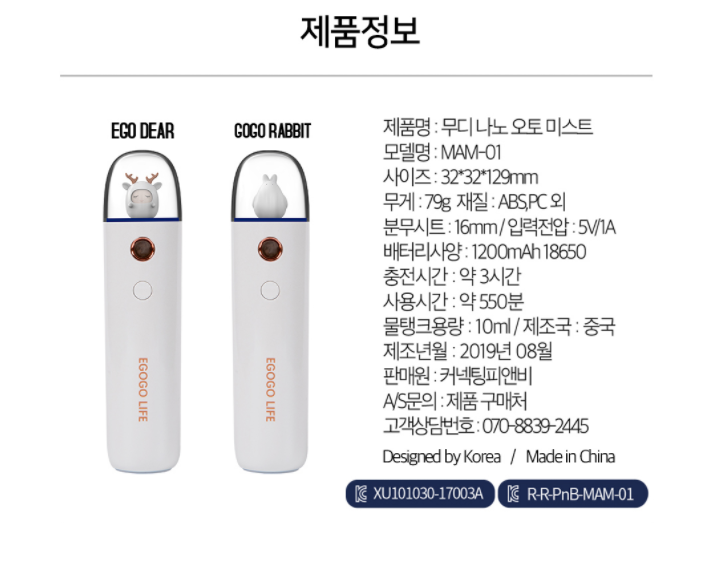 제품정보
EGO DEAR
GOGO RABBIT
EGOGO LIFE
EGOGO LIFE
제품명 : 무디 나노 오토 미스트
모델명 : MAM-01
사이즈 : 32*32*129mm
무게 : 79g 재질 : ABS,PC 외
분무시트 : 16mm / 입력전압 : 5V/1A
배터리사양 : 1200mAh 18650
충전시간 : 약 3시간
사용시간 : 약 550분
물탱크용량 : 10ml / 제조국 : 중국
제조년월 : 2019년 08월
판매원 : 커넥팅피앤비
A/S문의 : 제품 구매처
고객상담번호 : 070-8839-2445
Designed by Korea / Made in China
XU101030-17003A
R-R-PnB-MAM-01